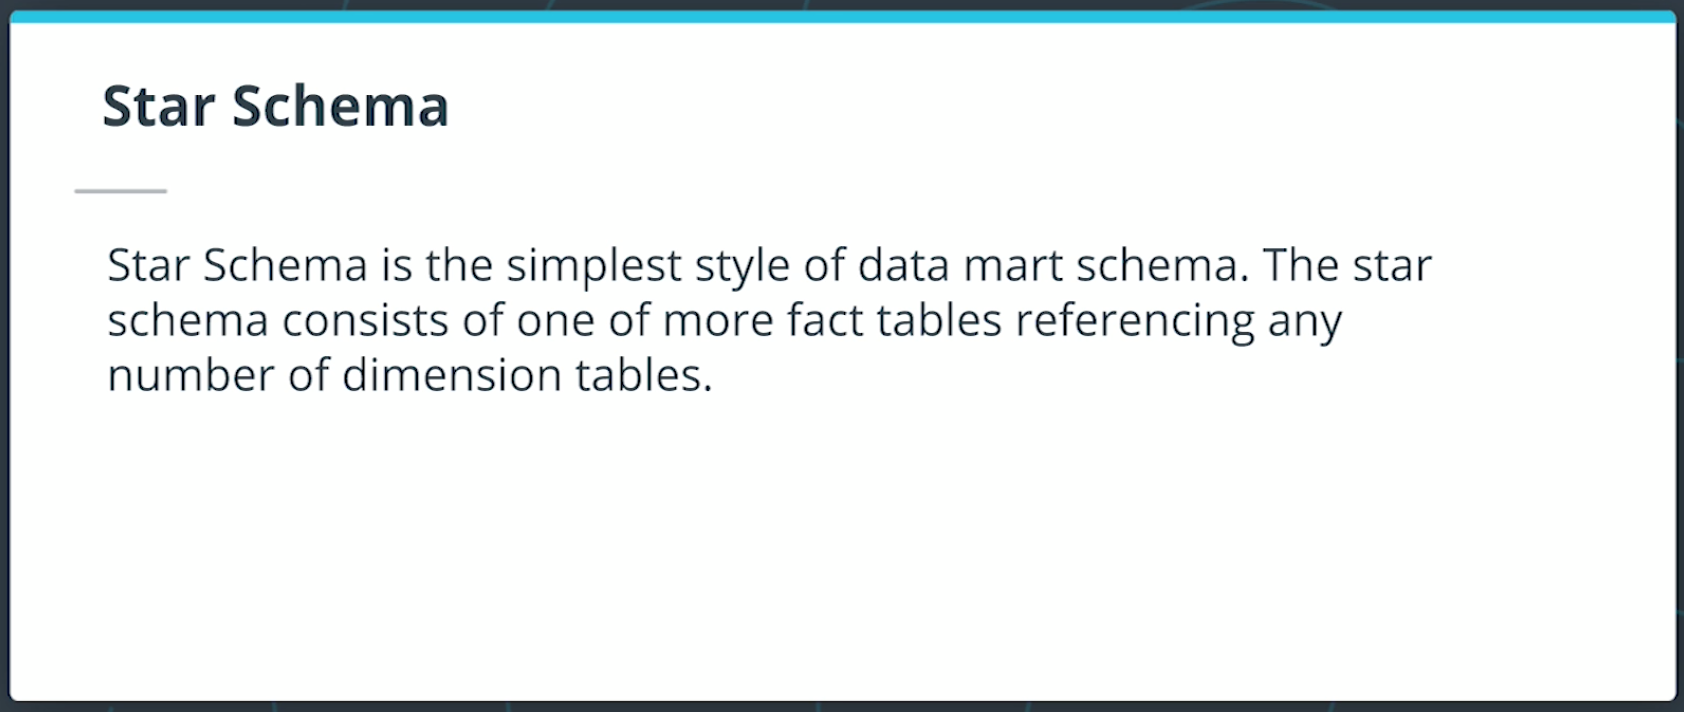 Star Schema
Star Schema is the simplest style of data mart schema. The star
schema consists of one of more fact tables referencing any
number of dimension tables.